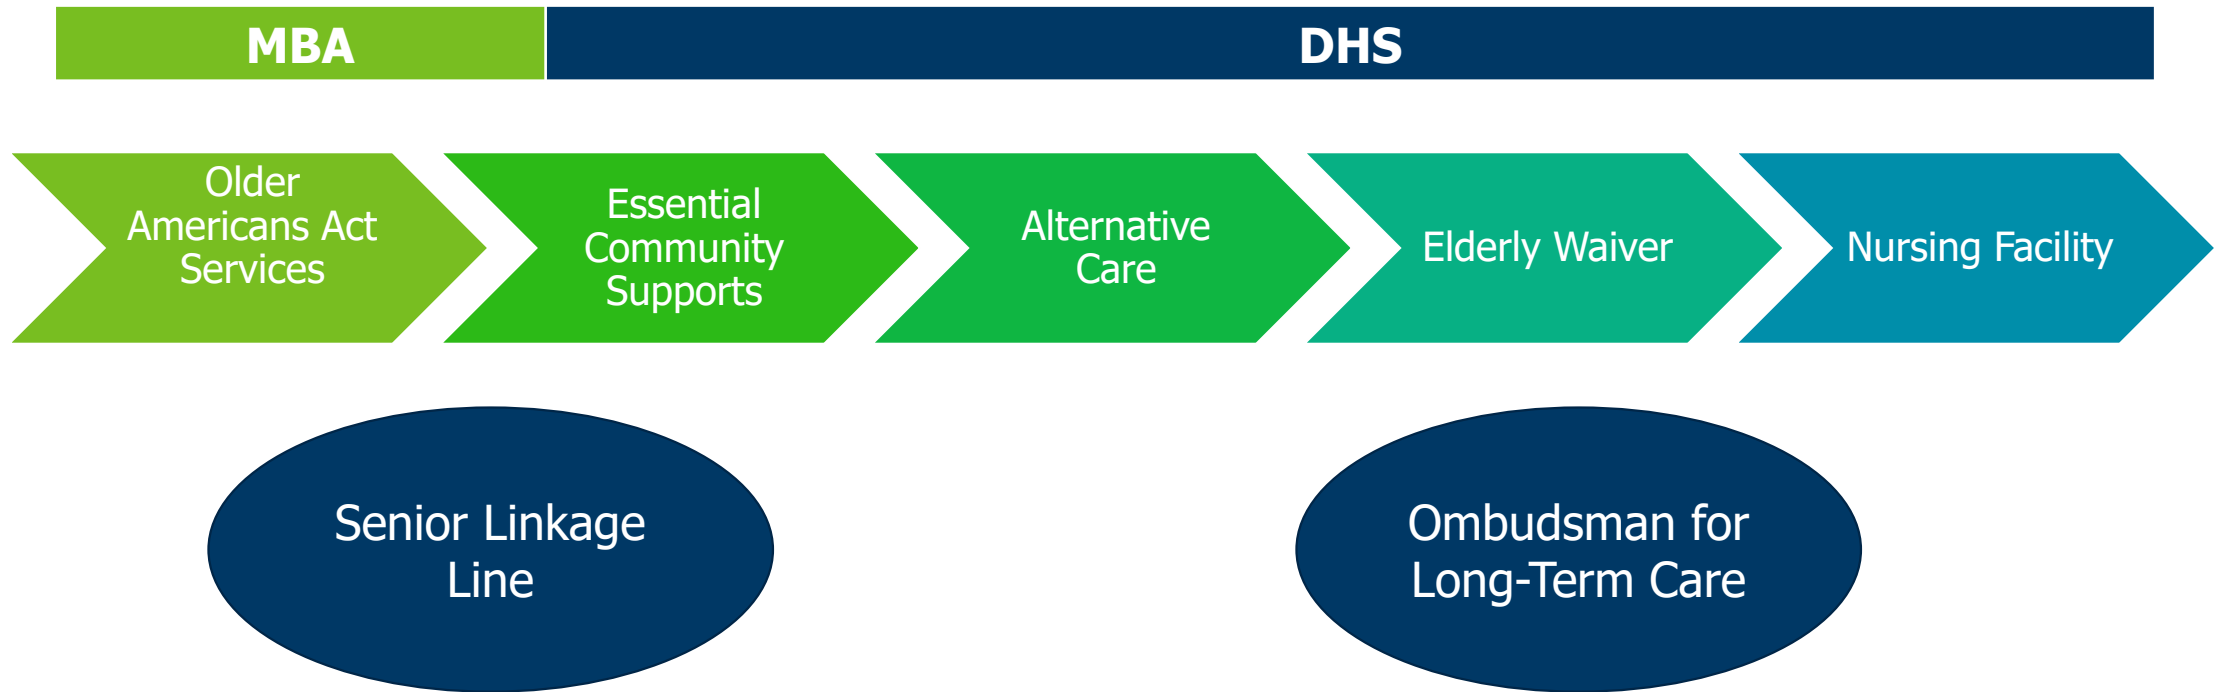 MBA
DHS
Older
Americans Act
Services
Essential
Community
Supports
Alternative
Care
Elderly Waiver
Nursing Facility
Senior Linkage
Line
Ombudsman for
Long-Term Care